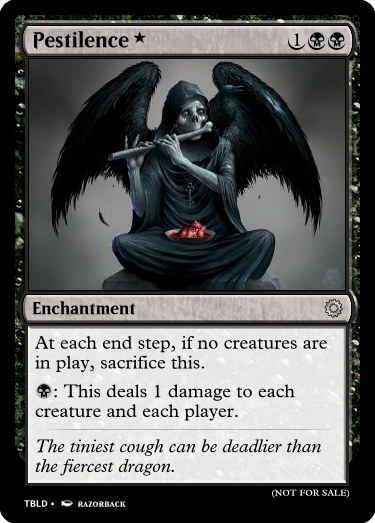 Pestilence ★ 1
Enchantment
At each end step, if no creatures are
in play, sacrifice this.
: This deals 1 damage to each
creature and each player.
The tiniest cough can be deadlier than
the fiercest dragon.
(NOT FOR SALE)
TBLD • RAZORBACK